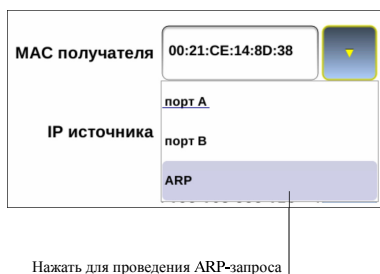 MAC получателя 00:21:CE:14:8D:38
порт A
IP источника
порт B
ARP
Нажать для проведения ARP-запроса